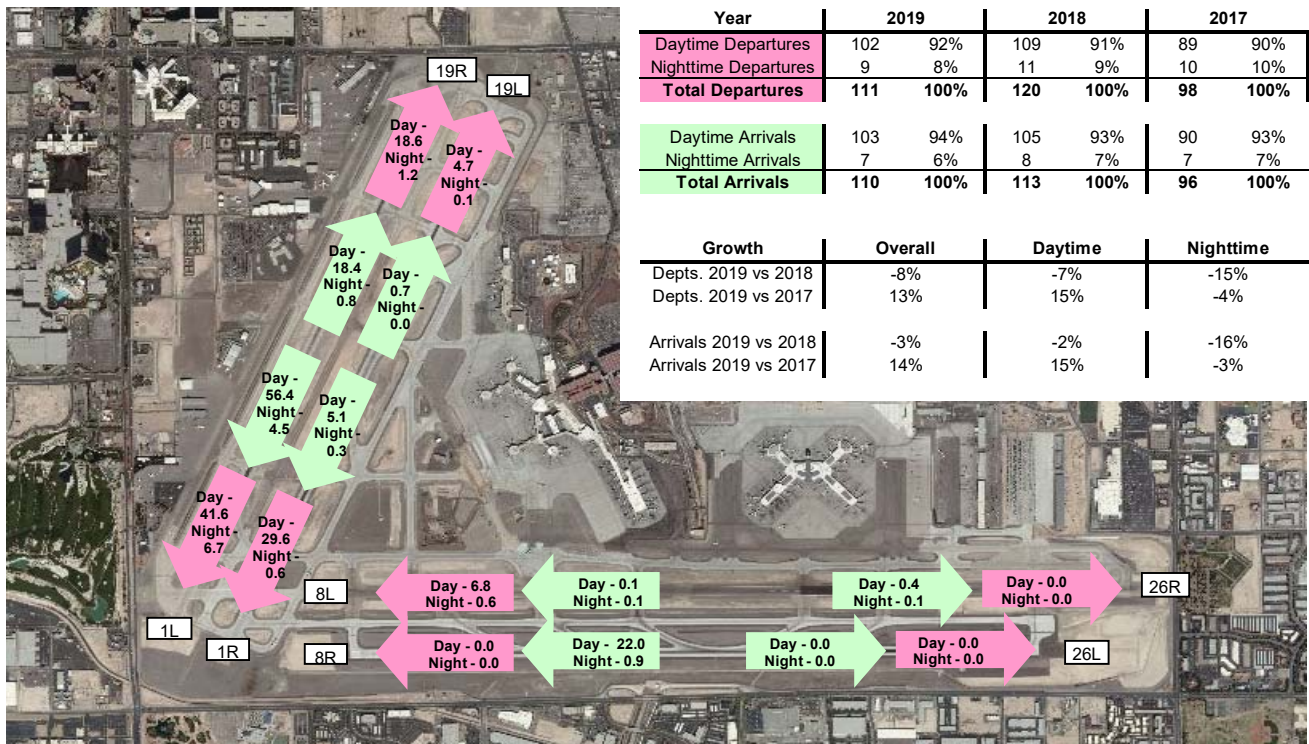 Year 2019 2018 2017
Daytime Departures 102 92% 109 91% 89 90%
Nighttime Departures 9 8% 11 9% 10 10%
Total Departures 111 100% 120 100% 98 100%
Daytime Arrivals 103 94% 105 93% 90 93%
Nighttime Arrivals 7 6% 8 7% 7 7%
Total Arrivals 110 100% 113 100% 96 100%
Growth Overall Daytime Nighttime
Depts. 2019 vs 2018 -8% -7% -15%
Depts. 2019 vs 2017 13% 15% -4%
Arrivals 2019 vs 2018 -3% -2% -16%
Arrivals 2019 vs 2017 14% 15% -3%
19R
19L
Day -
18.6
Night -
1.2
Day -
4.7
Night -
0.1
Day -
18.4
Night -
0.8
Day -
0.7
Night -
0.0
Day -
56.4
Night -
4.5
Day -
5.1
Night -
0.3
Day -
41.6
Night -
6.7
Day -
29.6
Night -
0.6
1L
1R
8L
Day - 6.8
Night - 0.6
Day - 0.1
Night - 0.1
Day - 0.4
Night - 0.1
Day - 0.0
Night - 0.0
26R
8R
Day - 0.0
Night - 0.0
Day - 22.0
Night - 0.9
Day - 0.0
Night - 0.0
Day - 0.0
Night - 0.0
26L